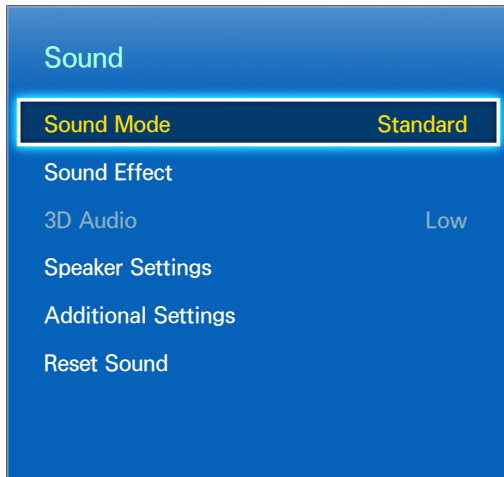 Sound
Sound Mode Standard
Sound Effect
3D Audio Low
Speaker Settings
Additional Settings
Reset Sound